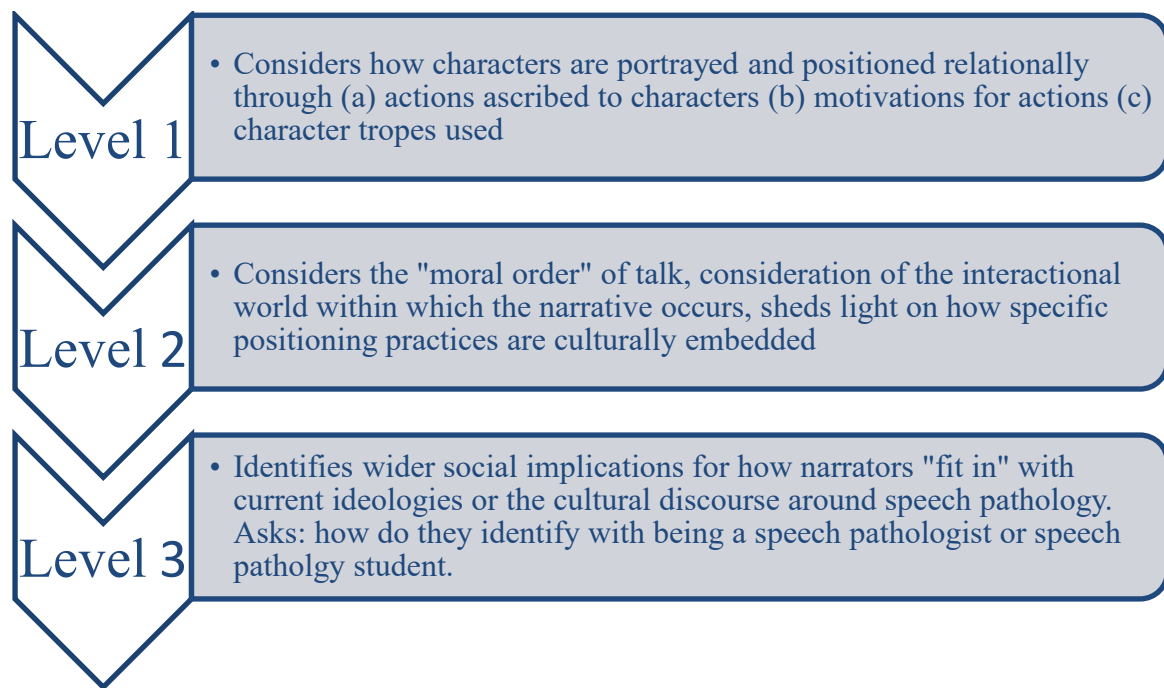 Level 1
• Considers how characters are portrayed and positioned relationally
through (a) actions ascribed to characters (b) motivations for actions (c)
character tropes used
Level 2
• Considers the "moral order" of talk, consideration of the interactional
world within which the narrative occurs, sheds light on how specific
positioning practices are culturally embedded
Level 3
• Identifies wider social implications for how narrators "fit in" with
current ideologies or the cultural discourse around speech pathology.
Asks: how do they identify with being a speech pathologist or speech
patholgy student.